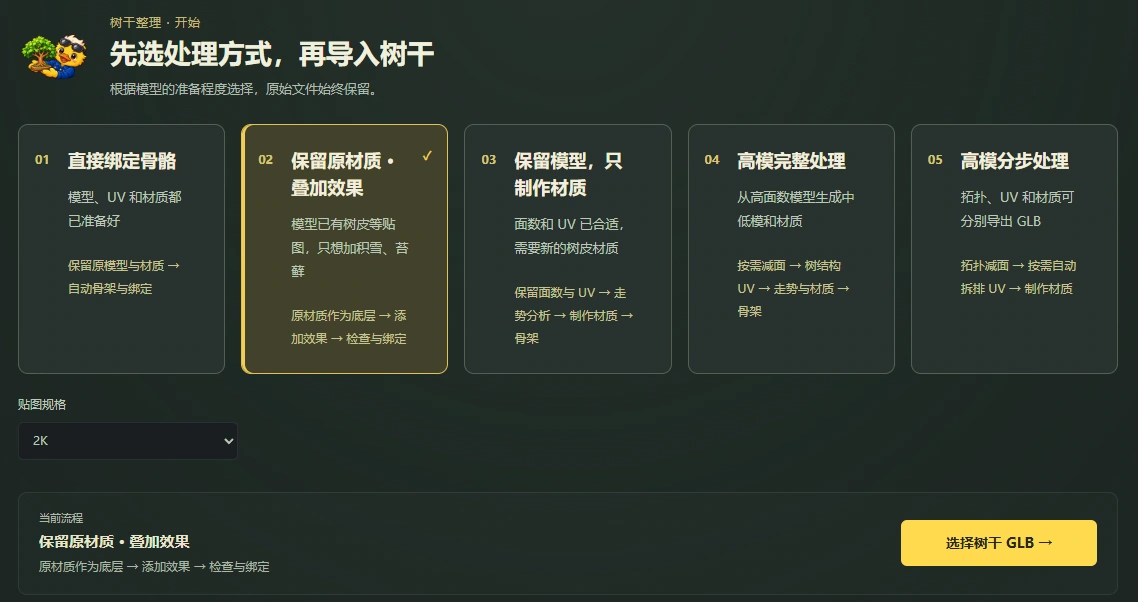 树干整理 · 开始
先选处理方式，再导入树干
根据模型的准备程度选择，原始文件始终保留。
01 直接绑定骨骼
模型、UV 和材质都
已准备好
保留原模型与材质 →
自动骨架与绑定
02 保留原材质 • ✓
叠加效果
模型已有树皮等贴
图，只想加积雪、苔
藓
原材质作为底层 → 添
加效果 → 检查与绑定
03 保留模型，只
制作材质
面数和 UV 已合适，
需要新的树皮材质
保留面数与 UV → 走
势分析 → 制作材质 →
骨架
04 高模完整处理
从高面数模型生成中
低模和材质
按需减面 → 树结构
UV → 走势与材质 →
骨架
05 高模分步处理
拓扑、UV 和材质可
分别导出 GLB
拓扑减面 → 按需自动
拆排 UV → 制作材质
贴图规格
2K
当前流程
保留原材质 • 叠加效果
原材质作为底层 → 添加效果 → 检查与绑定
选择树干 GLB →